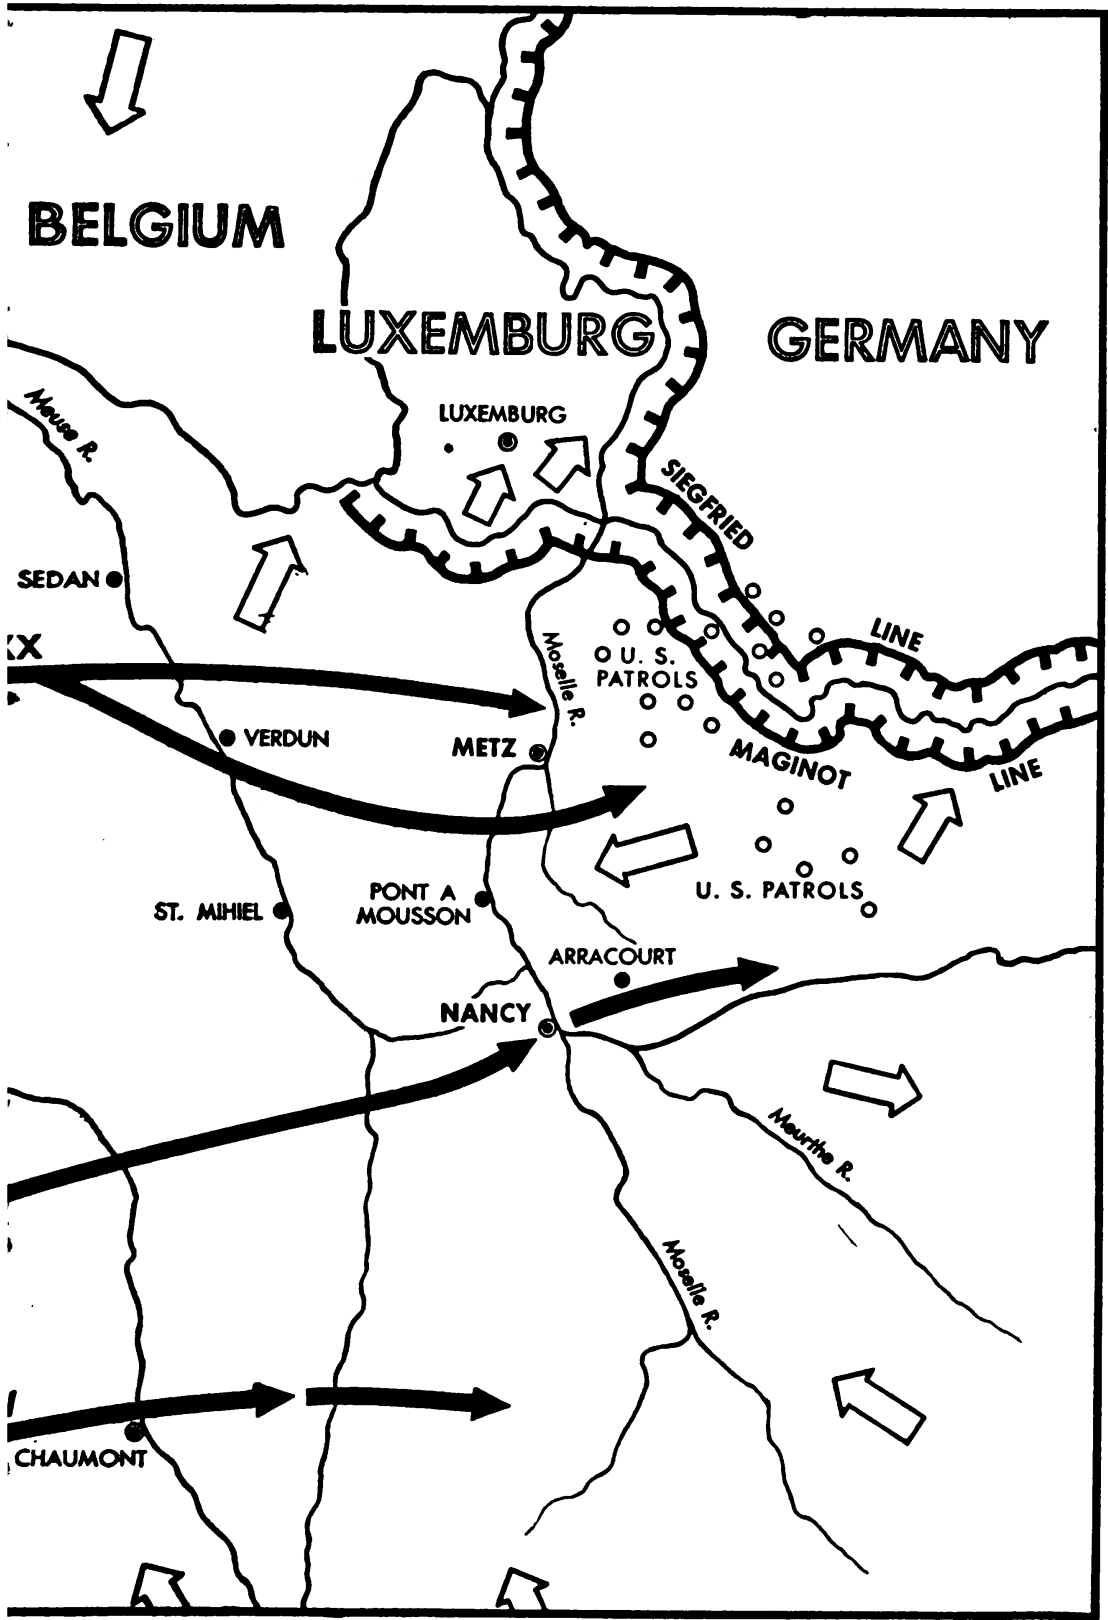 BELGIUM
LUXEMBURG
GERMANY
Meuse R.
LUXEMBURG
SIEGFRIED
LINE
SEDAN
XX
Moselle R.
U. S.
PATROLS
VERDUN
METZ
MAGINOT
LINE
PONT A
MOUSSON
ST. MIHIEL
U. S. PATROLS
ARRACOURT
NANCY
Meurthe R.
Moselle R.
CHAUMONT